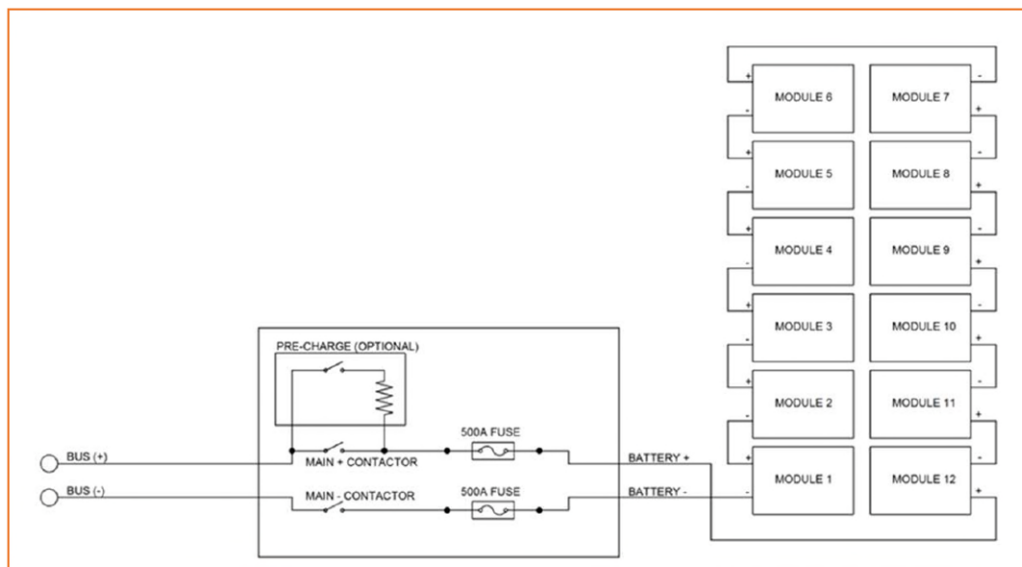 MODULE 6
MODULE 7
MODULE 5
MODULE 8
MODULE 4
MODULE 9
MODULE 3
MODULE 10
MODULE 2
MODULE 11
MODULE 1
MODULE 12
+
-
+
-
+
-
+
-
+
-
+
-
-
+
-
+
-
+
-
+
-
+
-
+
PRE-CHARGE (OPTIONAL)
500A FUSE
BUS (+)
MAIN + CONTACTOR
BATTERY +
BUS (-)
MAIN - CONTACTOR
500A FUSE
BATTERY -